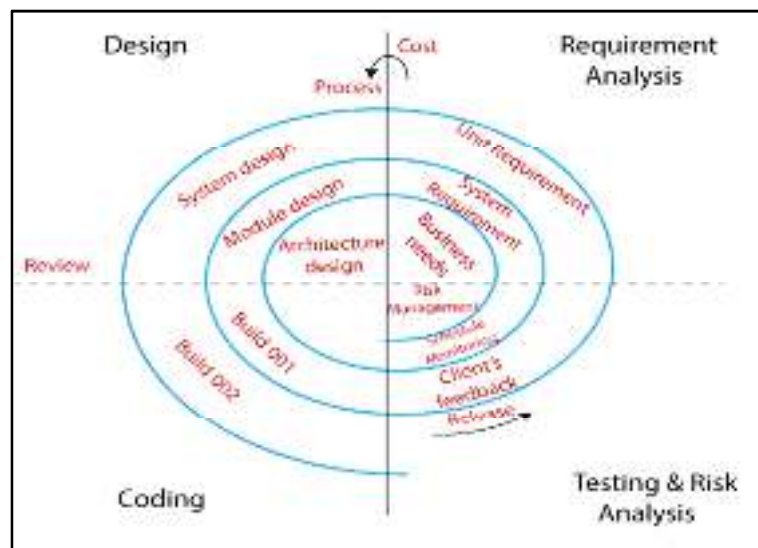 Design
Cost
Requirement
Analysis
Process
Unit Requirement
System design
System
Requirement
Module design
Business
needs
Architecture
design
Review
Risk
Management
Schedule
Monitoring
Build 001
Build 002
Client's
feedback
Release
Coding
Testing & Risk
Analysis